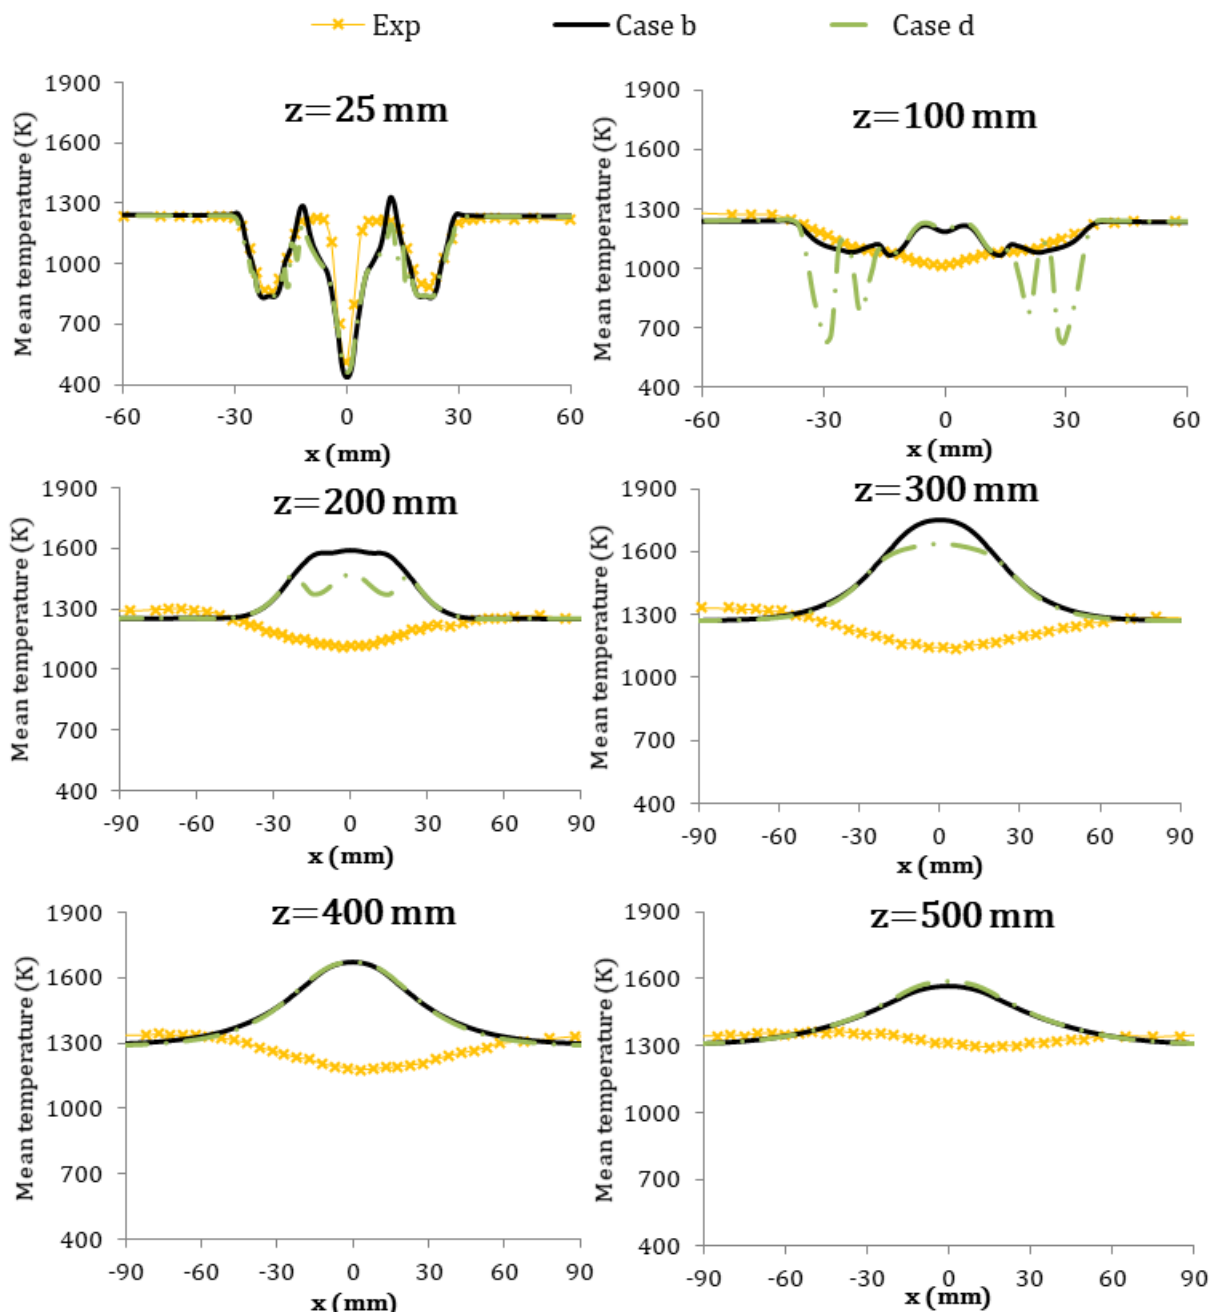 Exp Case b Case d
z=25 mm
Mean temperature (K)
1900
1600
1300
1000
700
400
-60 -30 0 30 60
x (mm)
z=100 mm
Mean temperature (K)
1900
1600
1300
1000
700
400
-60 -30 0 30 60
x (mm)
z=200 mm
Mean temperature (K)
1900
1600
1300
1000
700
400
-90 -60 -30 0 30 60 90
x (mm)
z=300 mm
Mean temperature (K)
1900
1600
1300
1000
700
400
-90 -60 -30 0 30 60 90
x (mm)
z=400 mm
Mean temperature (K)
1900
1600
1300
1000
700
400
-90 -60 -30 0 30 60 90
x (mm)
z=500 mm
Mean temperature (K)
1900
1600
1300
1000
700
400
-90 -60 -30 0 30 60 90
x (mm)